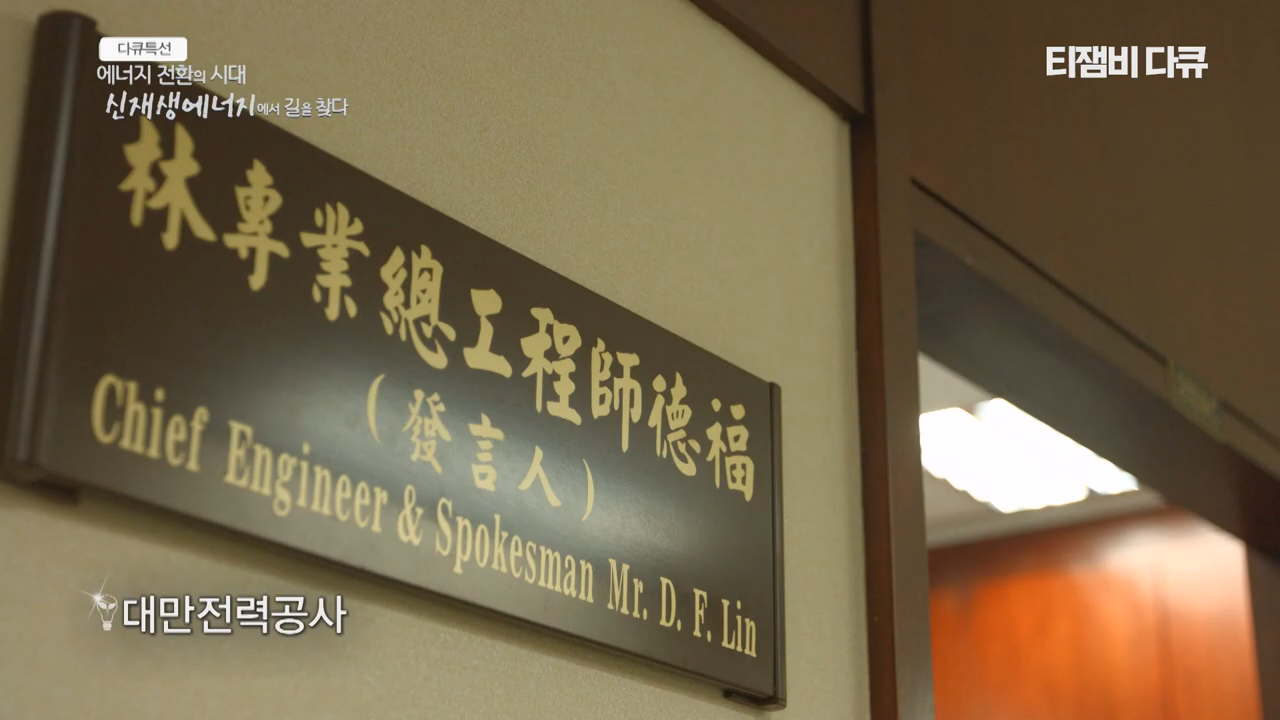 다큐특선
에너지 전환의 시대
신재생에너지에서 길을 찾다
티잼비 다큐
林專業總工程師德福
(發言人)
Chief Engineer & Spokesman Mr. D. F. Lin
대만전력공사